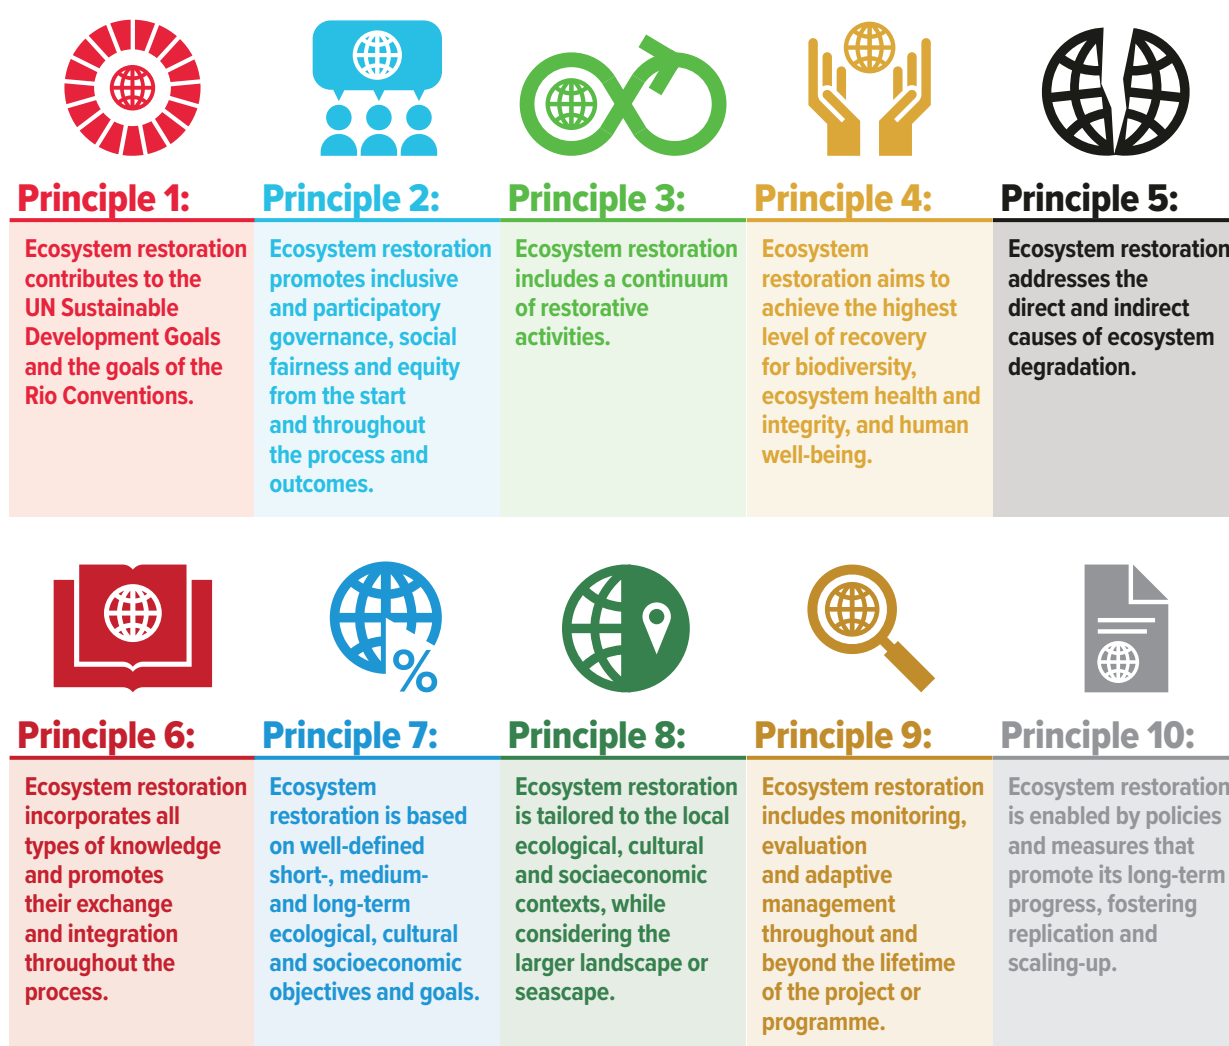 Principle 1:
Ecosystem restoration
contributes to the
UN Sustainable
Development Goals
and the goals of the
Rio Conventions.
Principle 2:
Ecosystem restoration
promotes inclusive
and participatory
governance, social
fairness and equity
from the start
and throughout
the process and
outcomes.
Principle 3:
Ecosystem restoration
includes a continuum
of restorative
activities.
Principle 4:
Ecosystem
restoration aims to
achieve the highest
level of recovery
for biodiversity,
ecosystem health and
integrity, and human
well-being.
Principle 5:
Ecosystem restoration
addresses the
direct and indirect
causes of ecosystem
degradation.
Principle 6:
Ecosystem restoration
incorporates all
types of knowledge
and promotes
their exchange
and integration
throughout the
process.
%
Principle 7:
Ecosystem
restoration is based
on well-defined
short-, medium-
and long-term
ecological, cultural
and socioeconomic
objectives and goals.
Principle 8:
Ecosystem restoration
is tailored to the local
ecological, cultural
and sociaeconomic
contexts, while
considering the
larger landscape or
seascape.
Principle 9:
Ecosystem restoration
includes monitoring,
evaluation
and adaptive
management
throughout and
beyond the lifetime
of the project or
programme.
Principle 10:
Ecosystem restoration
is enabled by policies
and measures that
promote its long-term
progress, fostering
replication and
scaling-up.